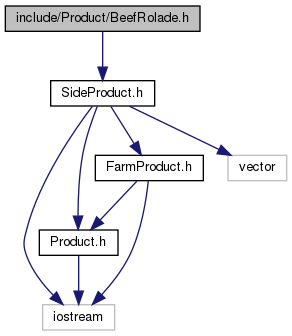 include/Product/BeefRolade.h
SideProduct.h
FarmProduct.h
vector
Product.h
iostream